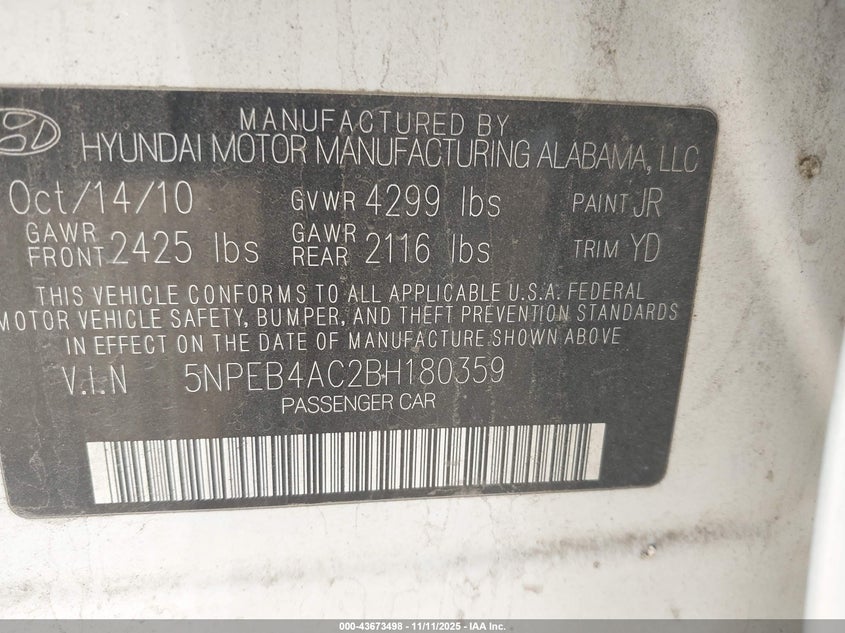 MANUFACTURED BY
HYUNDAI MOTOR MANUFACTURING ALABAMA, LLC
Oct/14/10 GVWR 4299 lbs PAINT JR
GAWR FRONT 2425 lbs GAWR REAR 2116 lbs TRIM YD
THIS VEHICLE CONFORMS TO ALL APPLICABLE U.S.A. FEDERAL
MOTOR VEHICLE SAFETY, BUMPER, AND THEFT PREVENTION STANDARDS
IN EFFECT ON THE DATE OF MANUFACTURE SHOWN ABOVE
V.I.N 5NPEB4AC2BH180359
PASSENGER CAR
000-43673498 - 11/11/2025 - IAA Inc.